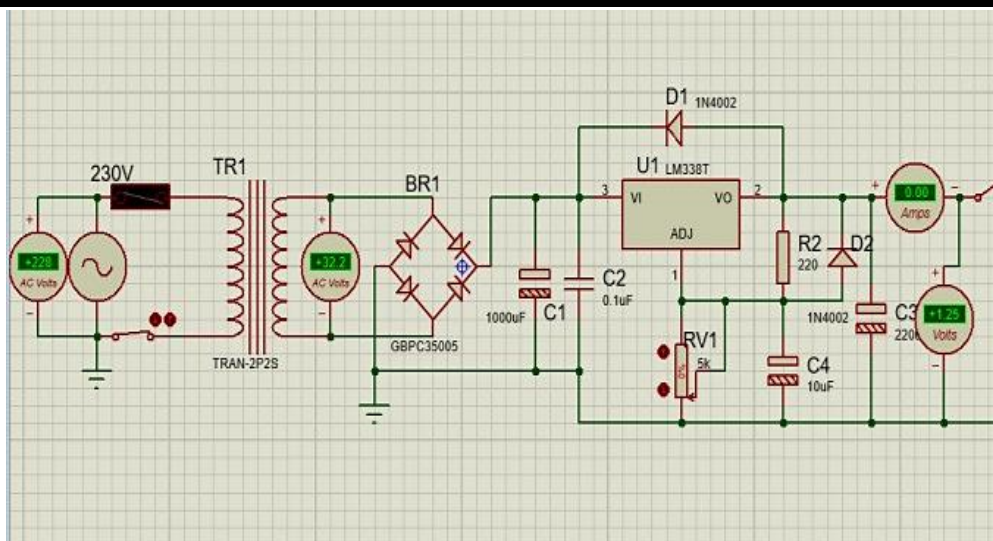 230V
+228
AC Volts
+
-
TR1
TRAN-2P2S
+32.2
AC Volts
+
-
BR1
GBPC35005
1000uF
C1
C2
0.1uF
D1
1N4002
U1
LM338T
3
VI
VO
2
ADJ
1
R2
220
D2
1N4002
RV1
5k
0%
C4
10uF
C3
+
0.00
-
Amps
+
+1.25
Volts
-